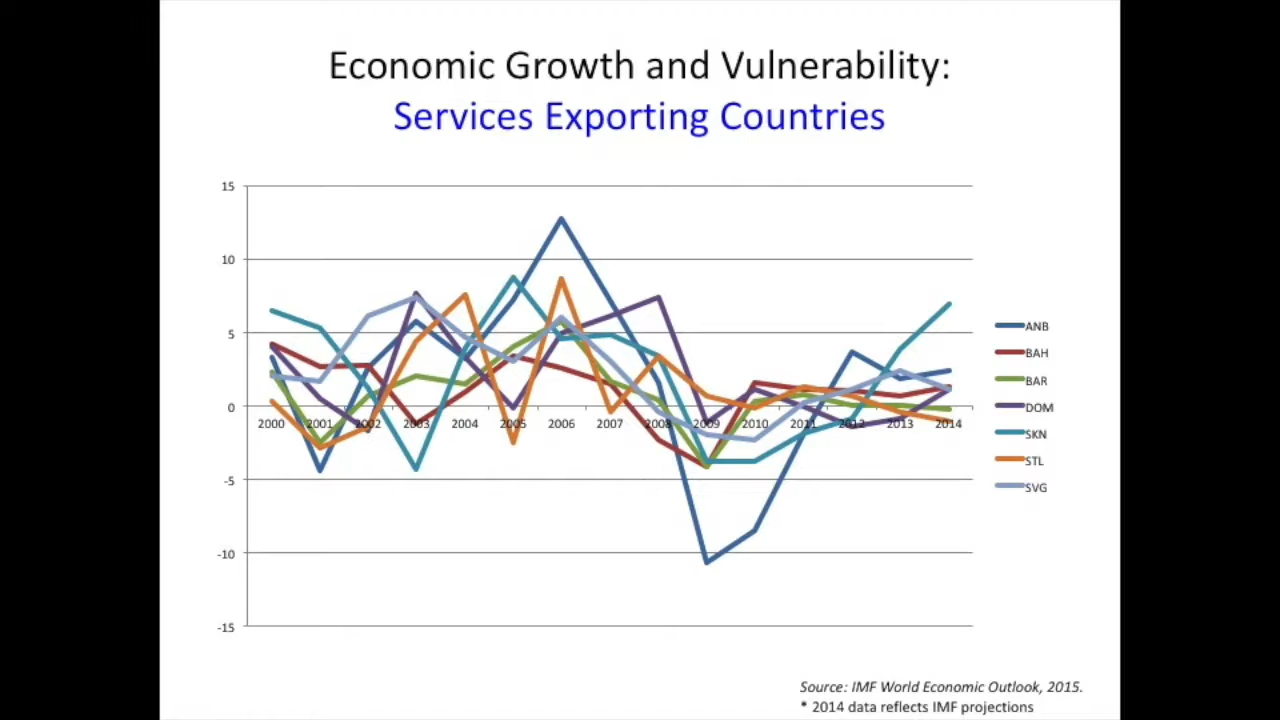 Economic Growth and Vulnerability:
Services Exporting Countries
15
10
5
0
-5
-10
-15
2000 2001 2002 2003 2004 2005 2006 2007 2008 2009 2010 2011 2012 2013 2014
ANB
BAH
BAR
DOM
SKN
STL
SVG
Source: IMF World Economic Outlook, 2015.
* 2014 data reflects IMF projections